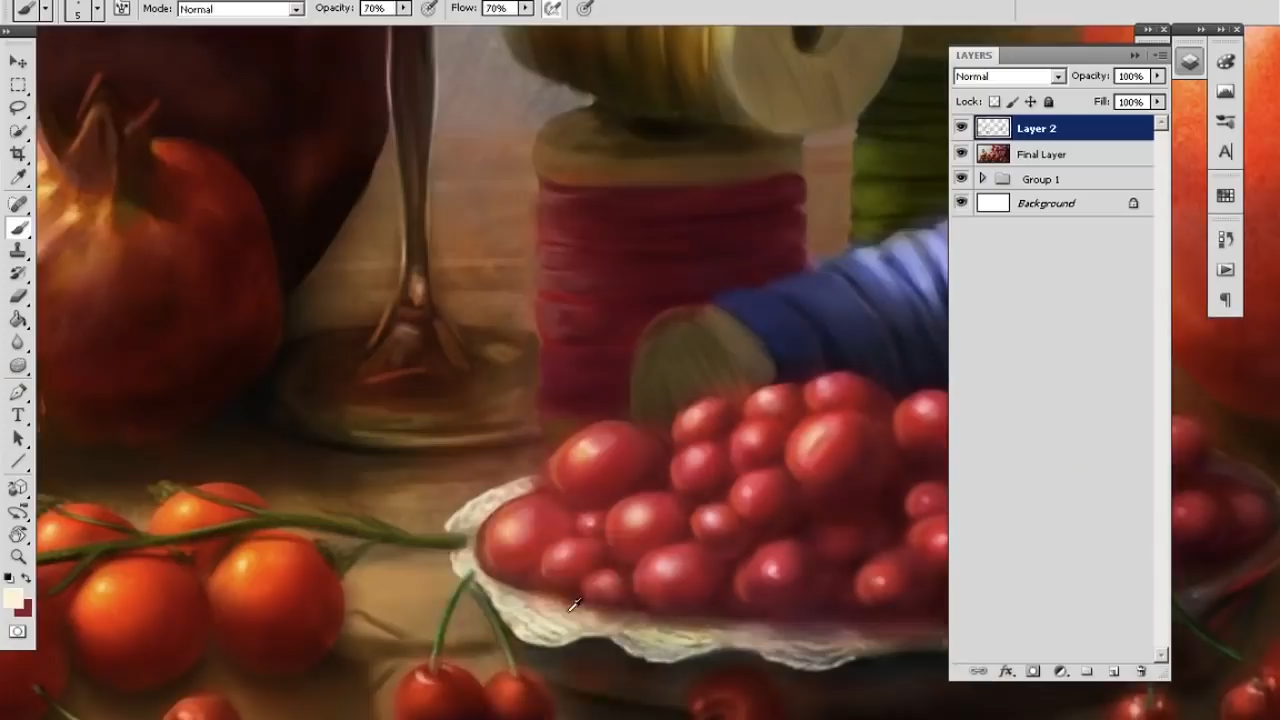 Mode: Normal Opacity: 70% Flow: 70%
5
LAYERS
Normal Opacity: 100%
Lock: Fill: 100%
Layer 2
Final Layer
Group 1
Background